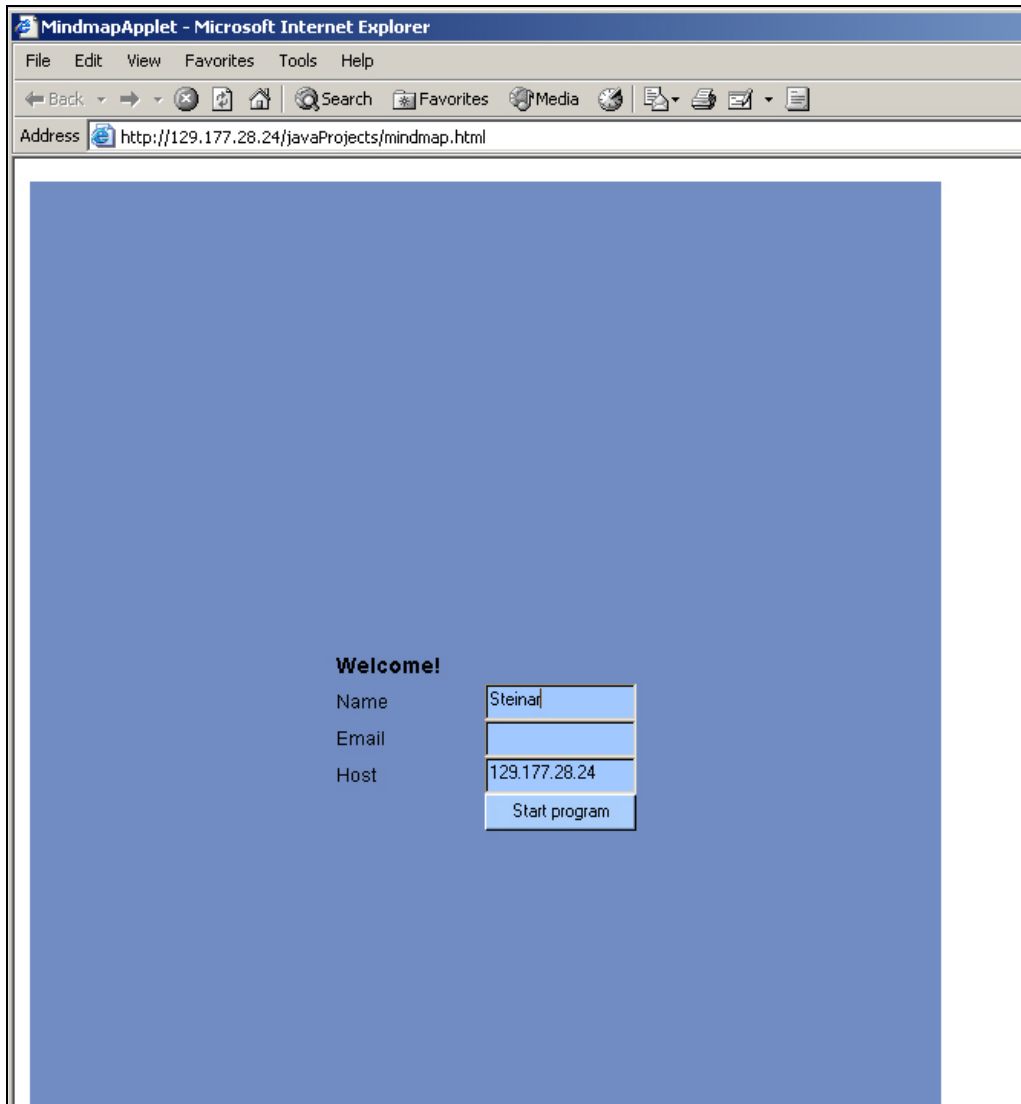 MindmapApplet - Microsoft Internet Explorer
File Edit View Favorites Tools Help
Back Search Favorites Media
Address http://129.177.28.24/javaProjects/mindmap.html
Welcome!
Name Steinar
Email
Host 129.177.28.24
Start program